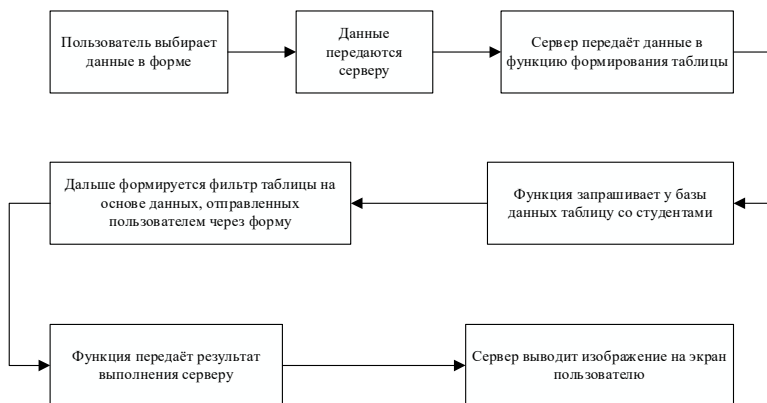 Пользователь выбирает
данные в форме
Данные
передаются
серверу
Сервер передаёт данные в
функцию формирования таблицы
Функция запрашивает у базы
данных таблицу со студентами
Дальше формируется фильтр таблицы на
основе данных, отправленных
пользователем через форму
Функция передаёт результат
выполнения серверу
Сервер выводит изображение на экран
пользователю